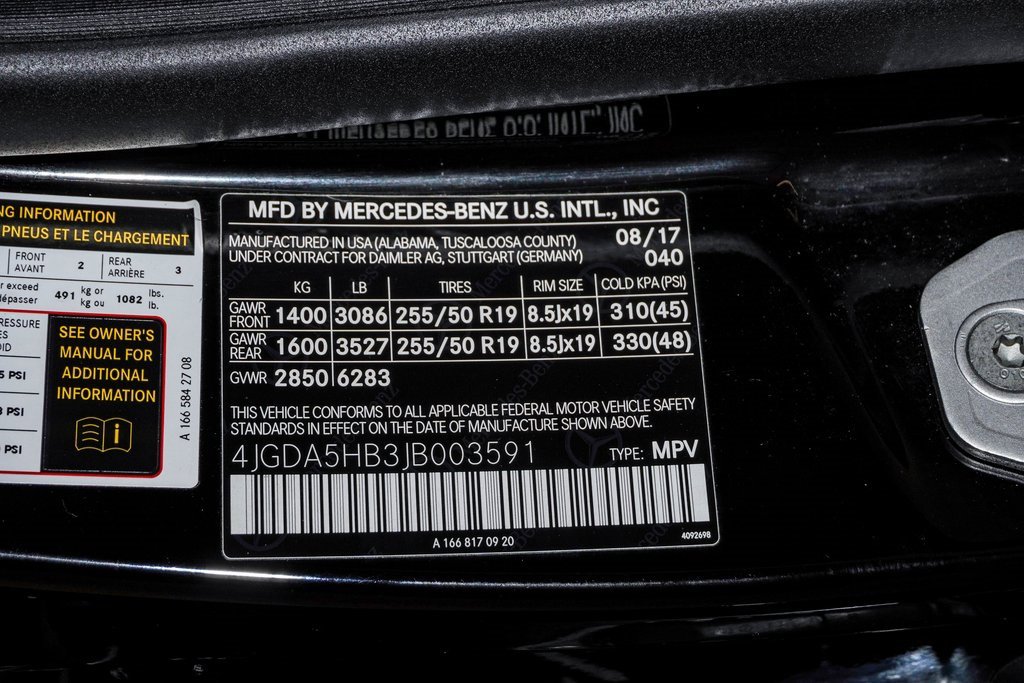 NG INFORMATION
PNEUS ET LE CHARGEMENT
FRONT AVANT 2 REAR ARRIÈRE 3
r exceed
dépasser 491 kg or kg ou 1082 lbs. lb.
RESSURE
ES
OID
5 PSI
PSI
PSI
SEE OWNER'S
MANUAL FOR
ADDITIONAL
INFORMATION
A 166 584 27 08
MFD BY MERCEDES-BENZ U.S. INTL., INC
MANUFACTURED IN USA (ALABAMA, TUSCALOOSA COUNTY) 08/17
UNDER CONTRACT FOR DAIMLER AG, STUTTGART (GERMANY) 040
KG LB TIRES RIM SIZE COLD KPA (PSI)
GAWR FRONT 1400 3086 255/50 R19 8.5Jx19 310(45)
GAWR REAR 1600 3527 255/50 R19 8.5Jx19 330(48)
GVWR 2850 6283
THIS VEHICLE CONFORMS TO ALL APPLICABLE FEDERAL MOTOR VEHICLE SAFETY
STANDARDS IN EFFECT ON THE DATE OF MANUFACTURE SHOWN ABOVE.
4JGDA5HB3JB003591 TYPE: MPV
A 166 817 09 20
4092698